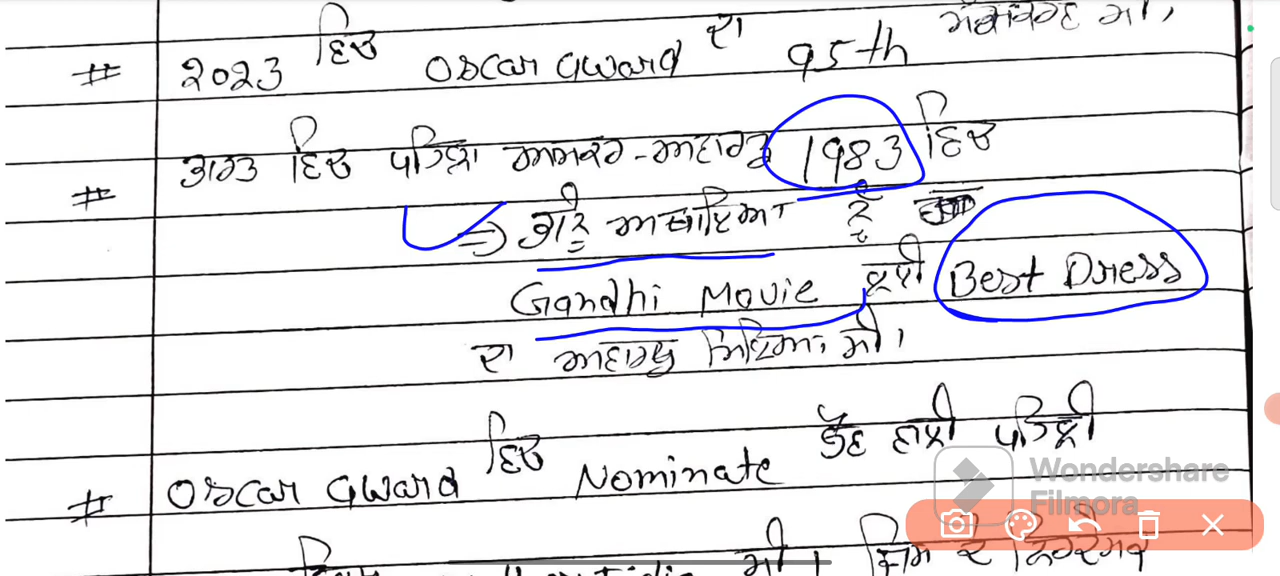 # 2023 ਵਿਚ Oscar award ਦਾ 95th ਸੰਸਕਰਣ ਸੀ।
# ਭਾਰਤ ਵਿਚ ਪਹਿਲਾ ਆਸਕਰ-ਅਵਾਰਡ 1983 ਵਿਚ
⇒ ਭਾਨੂ ਅਥਾਇਆ ਨੂੰ
Gandhi Movie ਲਈ Best Dress
ਦਾ ਅਵਾਰਡ ਮਿਲਿਆ ਸੀ।
# Oscar award ਵਿਚ Nominate ਹੋਣ ਵਾਲੀ ਪਹਿਲੀ
Wondershare
Filmora
ਸੀ। ਜਿਸ ਦੇ